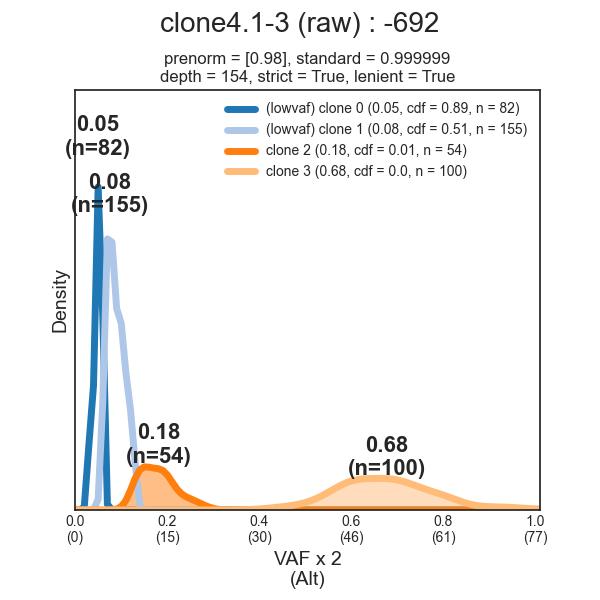 clone4.1-3 (raw) : -692
prenorm = [0.98], standard = 0.999999
depth = 154, strict = True, lenient = True
(lowvaf) clone 0 (0.05, cdf = 0.89, n = 82)
(lowvaf) clone 1 (0.08, cdf = 0.51, n = 155)
clone 2 (0.18, cdf = 0.01, n = 54)
clone 3 (0.68, cdf = 0.0, n = 100)
0.05
(n=82)
0.08
(n=155)
0.18
(n=54)
0.68
(n=100)
Density
0.0 0.2 0.4 0.6 0.8 1.0
(0) (15) (30) (46) (61) (77)
VAF x 2
(Alt)